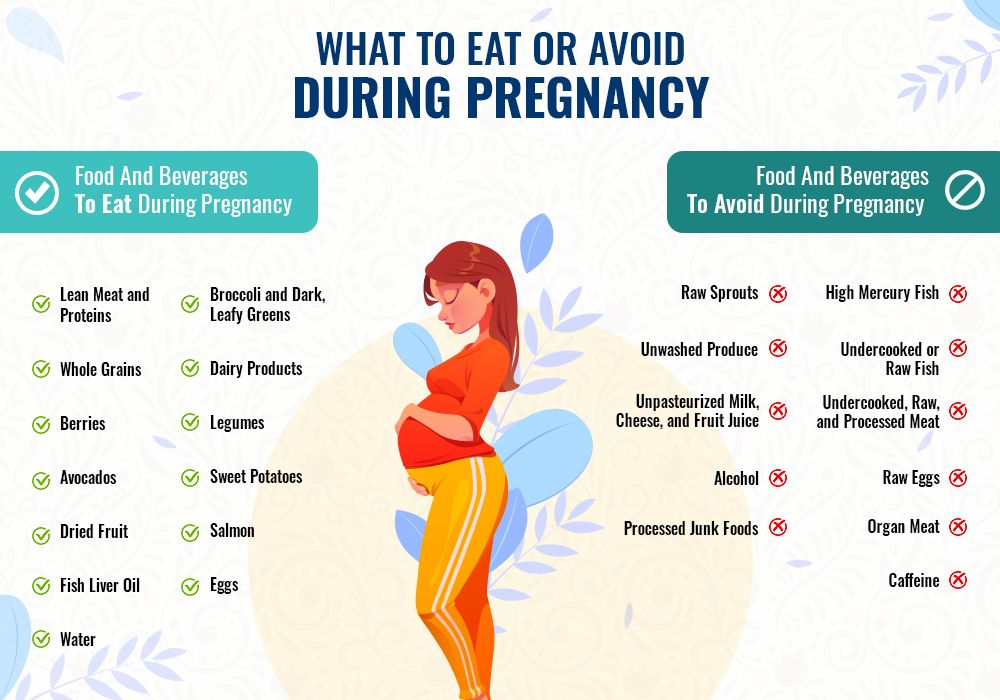 WHAT TO EAT OR AVOID
DURING PREGNANCY
Food And Beverages
To Eat During Pregnancy
Lean Meat and
Proteins
Whole Grains
Berries
Avocados
Dried Fruit
Fish Liver Oil
Water
Broccoli and Dark,
Leafy Greens
Dairy Products
Legumes
Sweet Potatoes
Salmon
Eggs
Food And Beverages
To Avoid During Pregnancy
Raw Sprouts
Unwashed Produce
Unpasteurized Milk,
Cheese, and Fruit Juice
Alcohol
Processed Junk Foods
High Mercury Fish
Undercooked or
Raw Fish
Undercooked, Raw,
and Processed Meat
Raw Eggs
Organ Meat
Caffeine